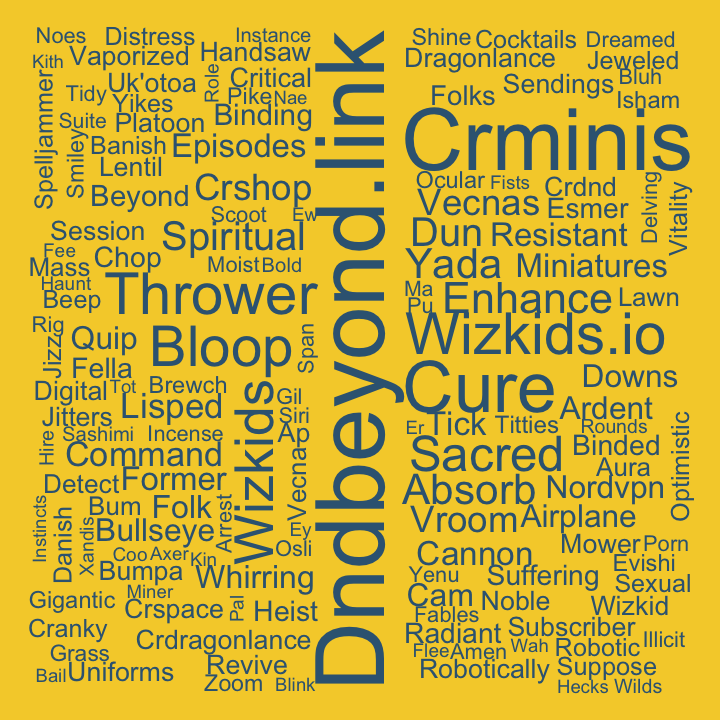 Noes Distress Instance
Kith Vaporized Handsaw
Uk'otoa Role Critical
Spelljammer Tidy Yikes Pike Nae
Suite Platoon Binding
Smiley Banish Episodes
Lentil
Beyond Crshop
Scoot Ew
Session Spiritual
Fee Chop
Mass Moist Bold
Haunt
Beep Thrower
Rig Quip Bloop Span
Jizz Fella
Digital Tot Brewch Gil
Jitters Lisped Siri
Hire Sashimi Incense Ap
Command Wizkids
Detect Former Vecna
Instincts Bum Folk Arrest
Danish Xandis Bullseye Ey
Coo Axer Kin Osli
Bumpa Whirring
Miner
Gigantic Crspace Pal Heist
Cranky Crdragonlance
Grass Revive
Bail Uniforms Zoom Blink
Dndbeyond.link
Shine Cocktails Dreamed
Dragonlance Jeweled
Sendings Bluh
Folks Isham
Crminis
Ocular Fists Crdnd Delving Vitality
Vecnas Esmer
Dun Resistant
Yada Miniatures
Ma Enhance Lawn
Pu
Wizkids.io
Cure Downs
Ardent
Er Tick Titties Rounds
Sacred Binded Optimistic
Aura
Absorb Nordvpn
Vroom Airplane
Cannon Mower Porn
Evishi
Yenu Suffering Sexual
Cam Noble Wizkid
Fables
Radiant Subscriber
Flee Amen Wah Robotic Illicit
Robotically Suppose
Hecks Wilds